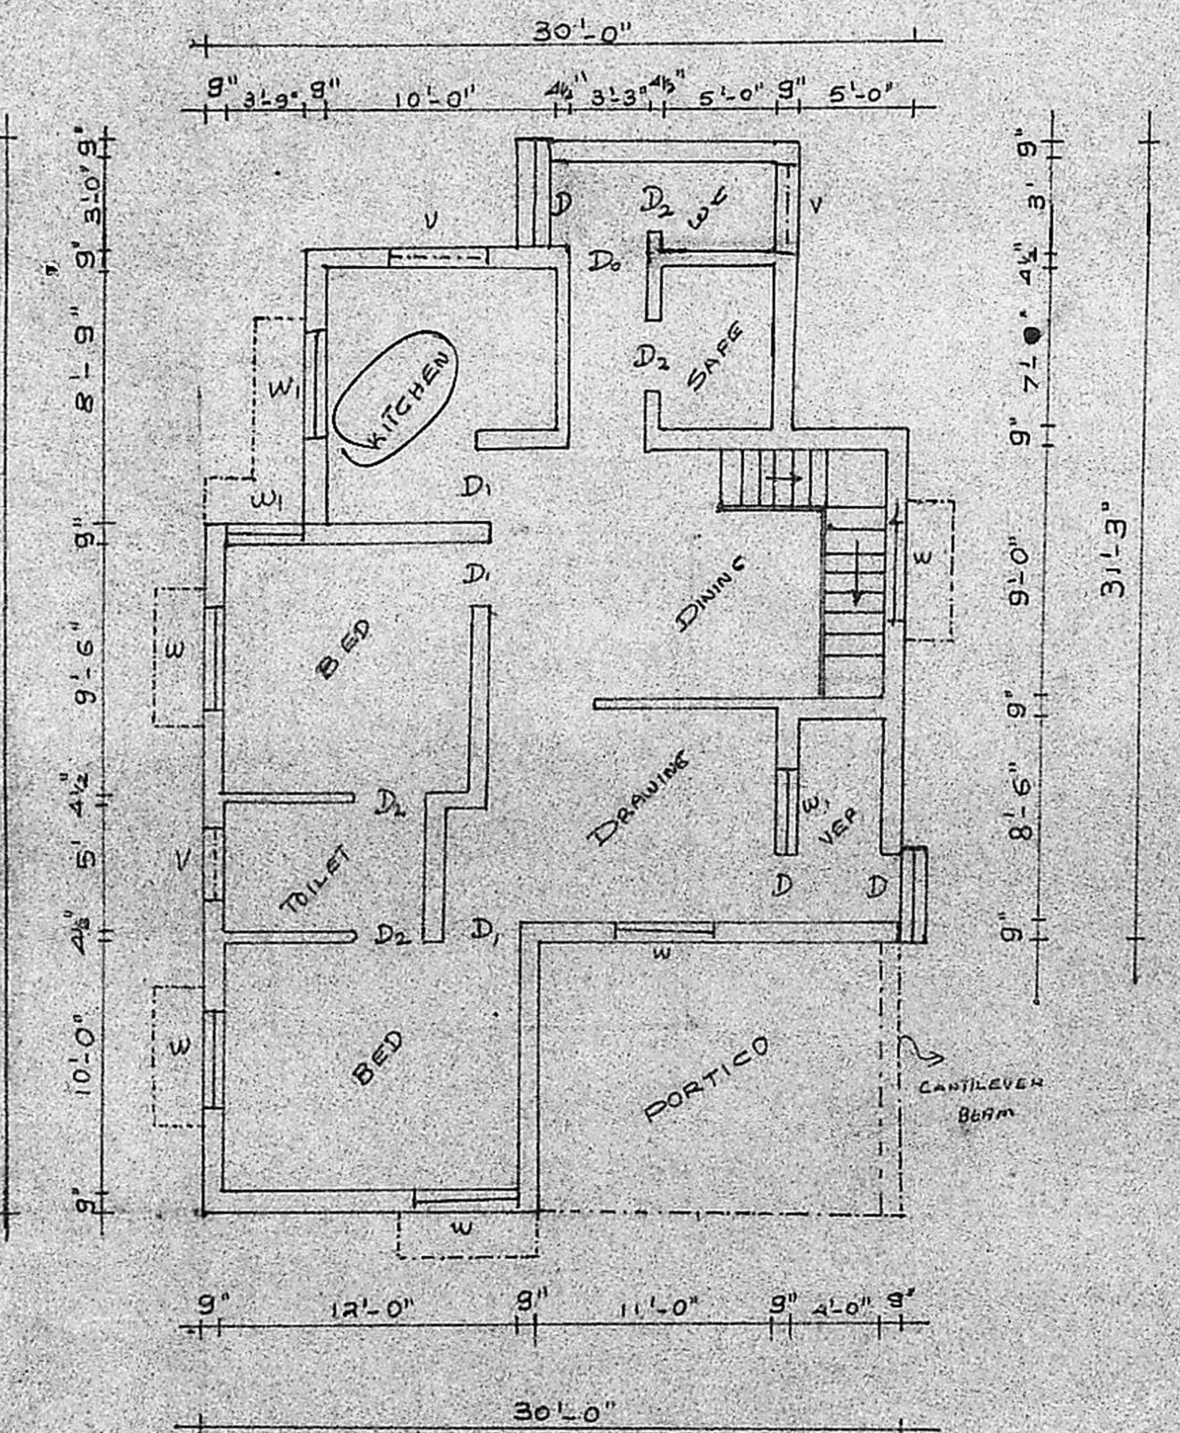 30'-0"
9" 3'-9" 9" 10'-0" 4½" 3'-3" 4½" 5'-0" 9" 5'-0"
9"
3'-0"
9"
8'-9"
9"
9'-6"
4½"
5'
4½"
10'-0"
9"
V
D
D2
WC
V
D0
W1
KITCHEN
D2
SAFE
W1
D1
D1
W
BED
DINING
W
D2
DRAWING
W1
VER
V
TOILET
D
D
D2
D1
W
W
BED
PORTICO
CANTILEVER
BEAM
W
9"
3'
4½"
7'-
9"
9'-0"
9"
8'-6"
9"
31'-3"
9" 12'-0" 9" 11'-0" 9" 4'-0" 9"
30'-0"